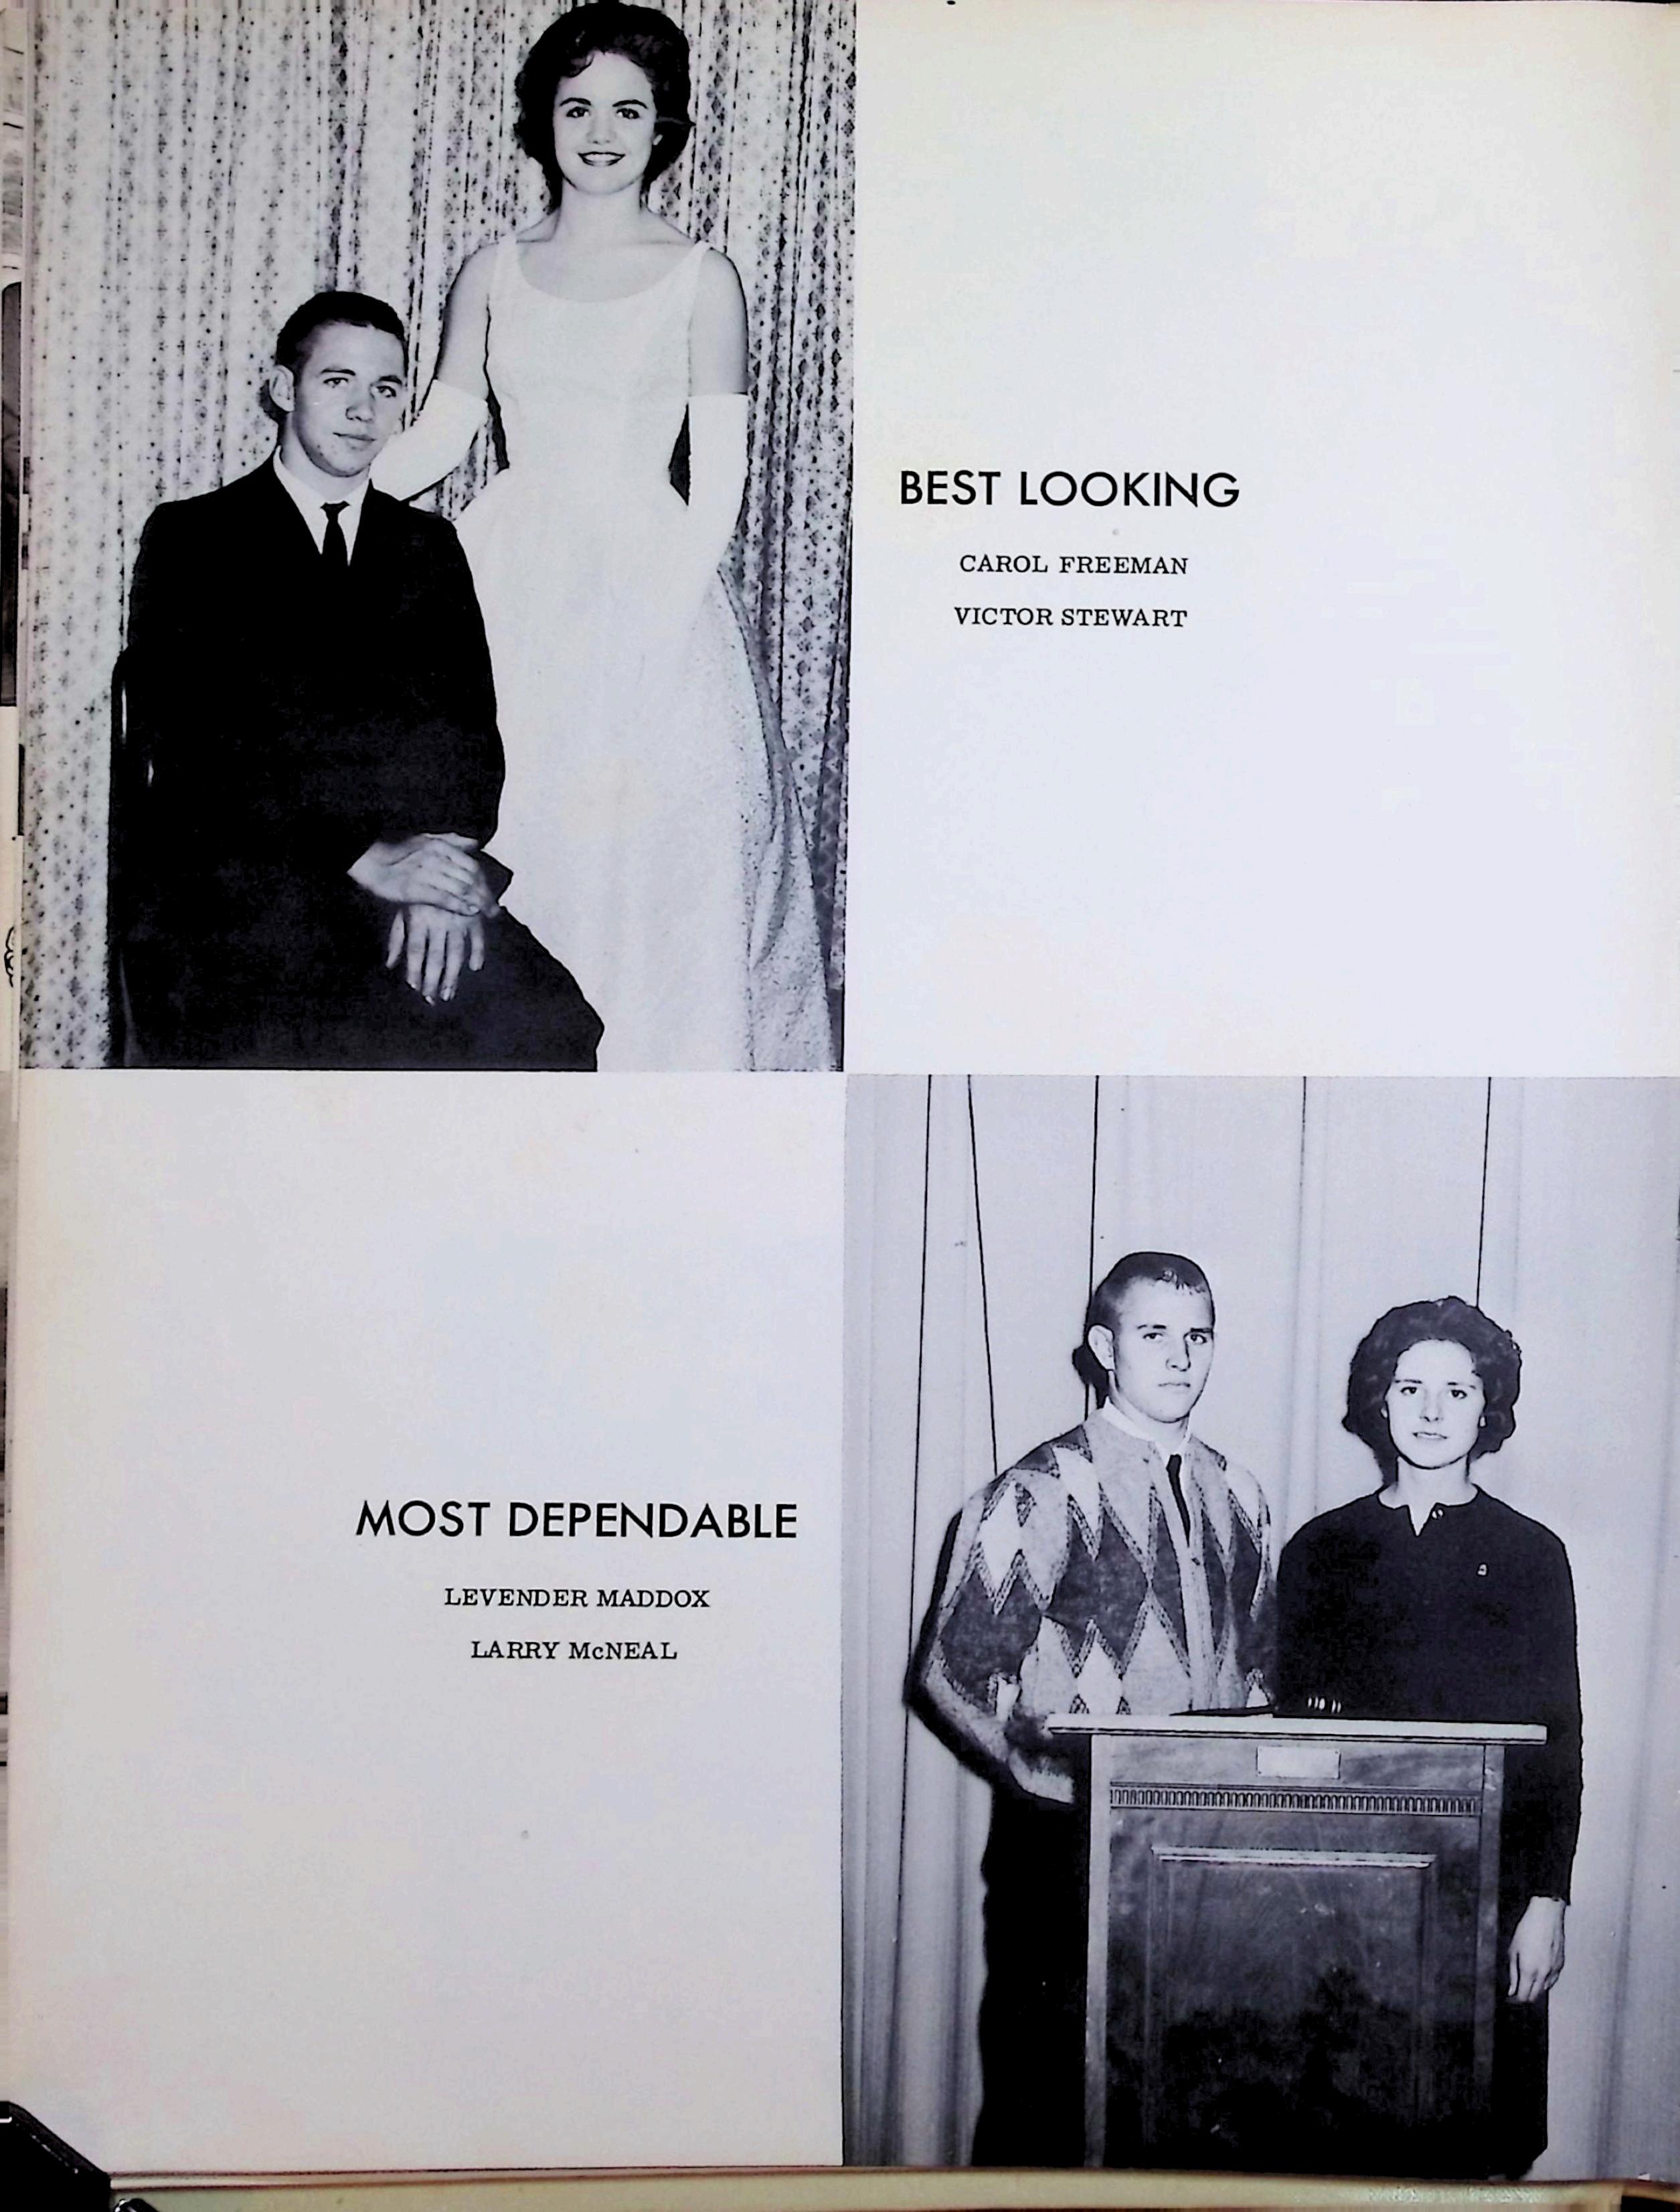 BEST LOOKING
CAROL FREEMAN
VICTOR STEWART
MOST DEPENDABLE
LEVENDER MADDOX
LARRY McNEAL